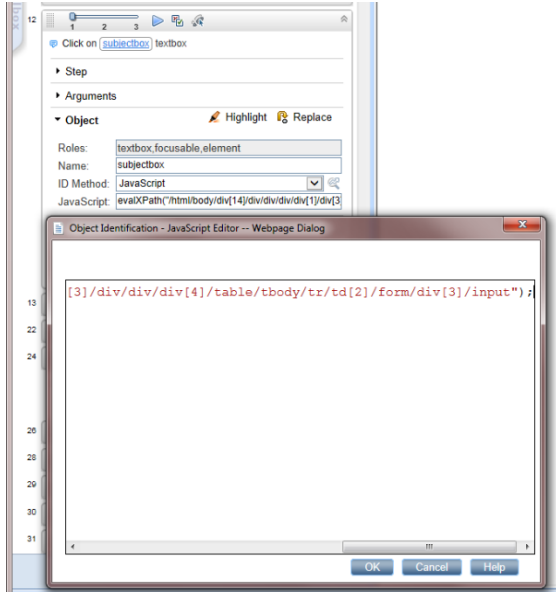 box
12
1 2 3
Click on subjectbox textbox
Step
Arguments
Object Highlight Replace
Roles: textbox,focusable,element
Name: subjectbox
ID Method: JavaScript
JavaScript: evalXPath("/html/body/div[14]/div/div/div/div[1]/div[3
Object Identification - JavaScript Editor -- Webpage Dialog
[3]/div/div/div[4]/table/tbody/tr/td[2]/form/div[3]/input");
13
22
24
26
28
29
30
31
OK Cancel Help